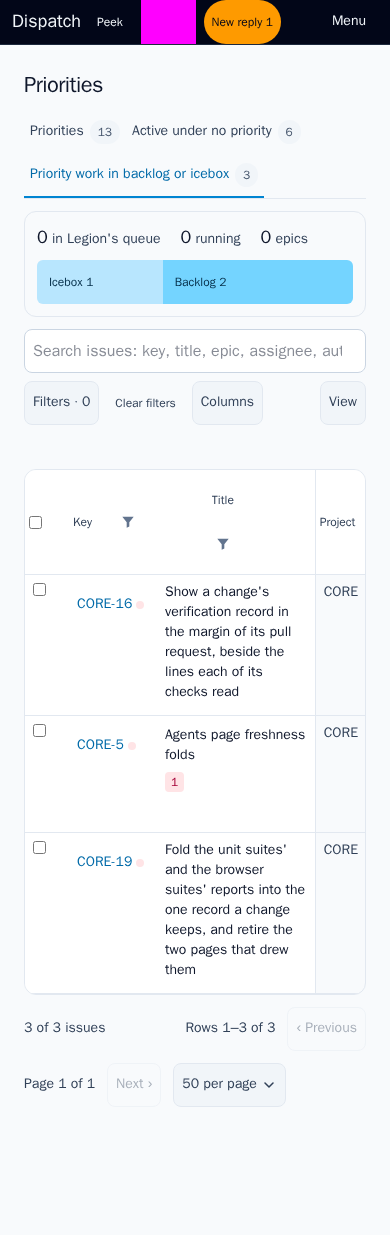 Dispatch Peek New reply 1 Menu
Priorities
Priorities 13 Active under no priority 6
Priority work in backlog or icebox 3
0 in Legion's queue 0 running 0 epics
Icebox 1 Backlog 2
Search issues: key, title, epic, assignee, aut
Filters · 0 Clear filters Columns View
Title
Key Project
CORE-16 Show a change's CORE
verification record in
the margin of its pull
request, beside the
lines each of its
checks read
CORE-5 Agents page freshness CORE
folds
1
CORE-19 Fold the unit suites' CORE
and the browser
suites' reports into the
one record a change
keeps, and retire the
two pages that drew
them
3 of 3 issues Rows 1–3 of 3 ‹ Previous
Page 1 of 1 Next › 50 per page